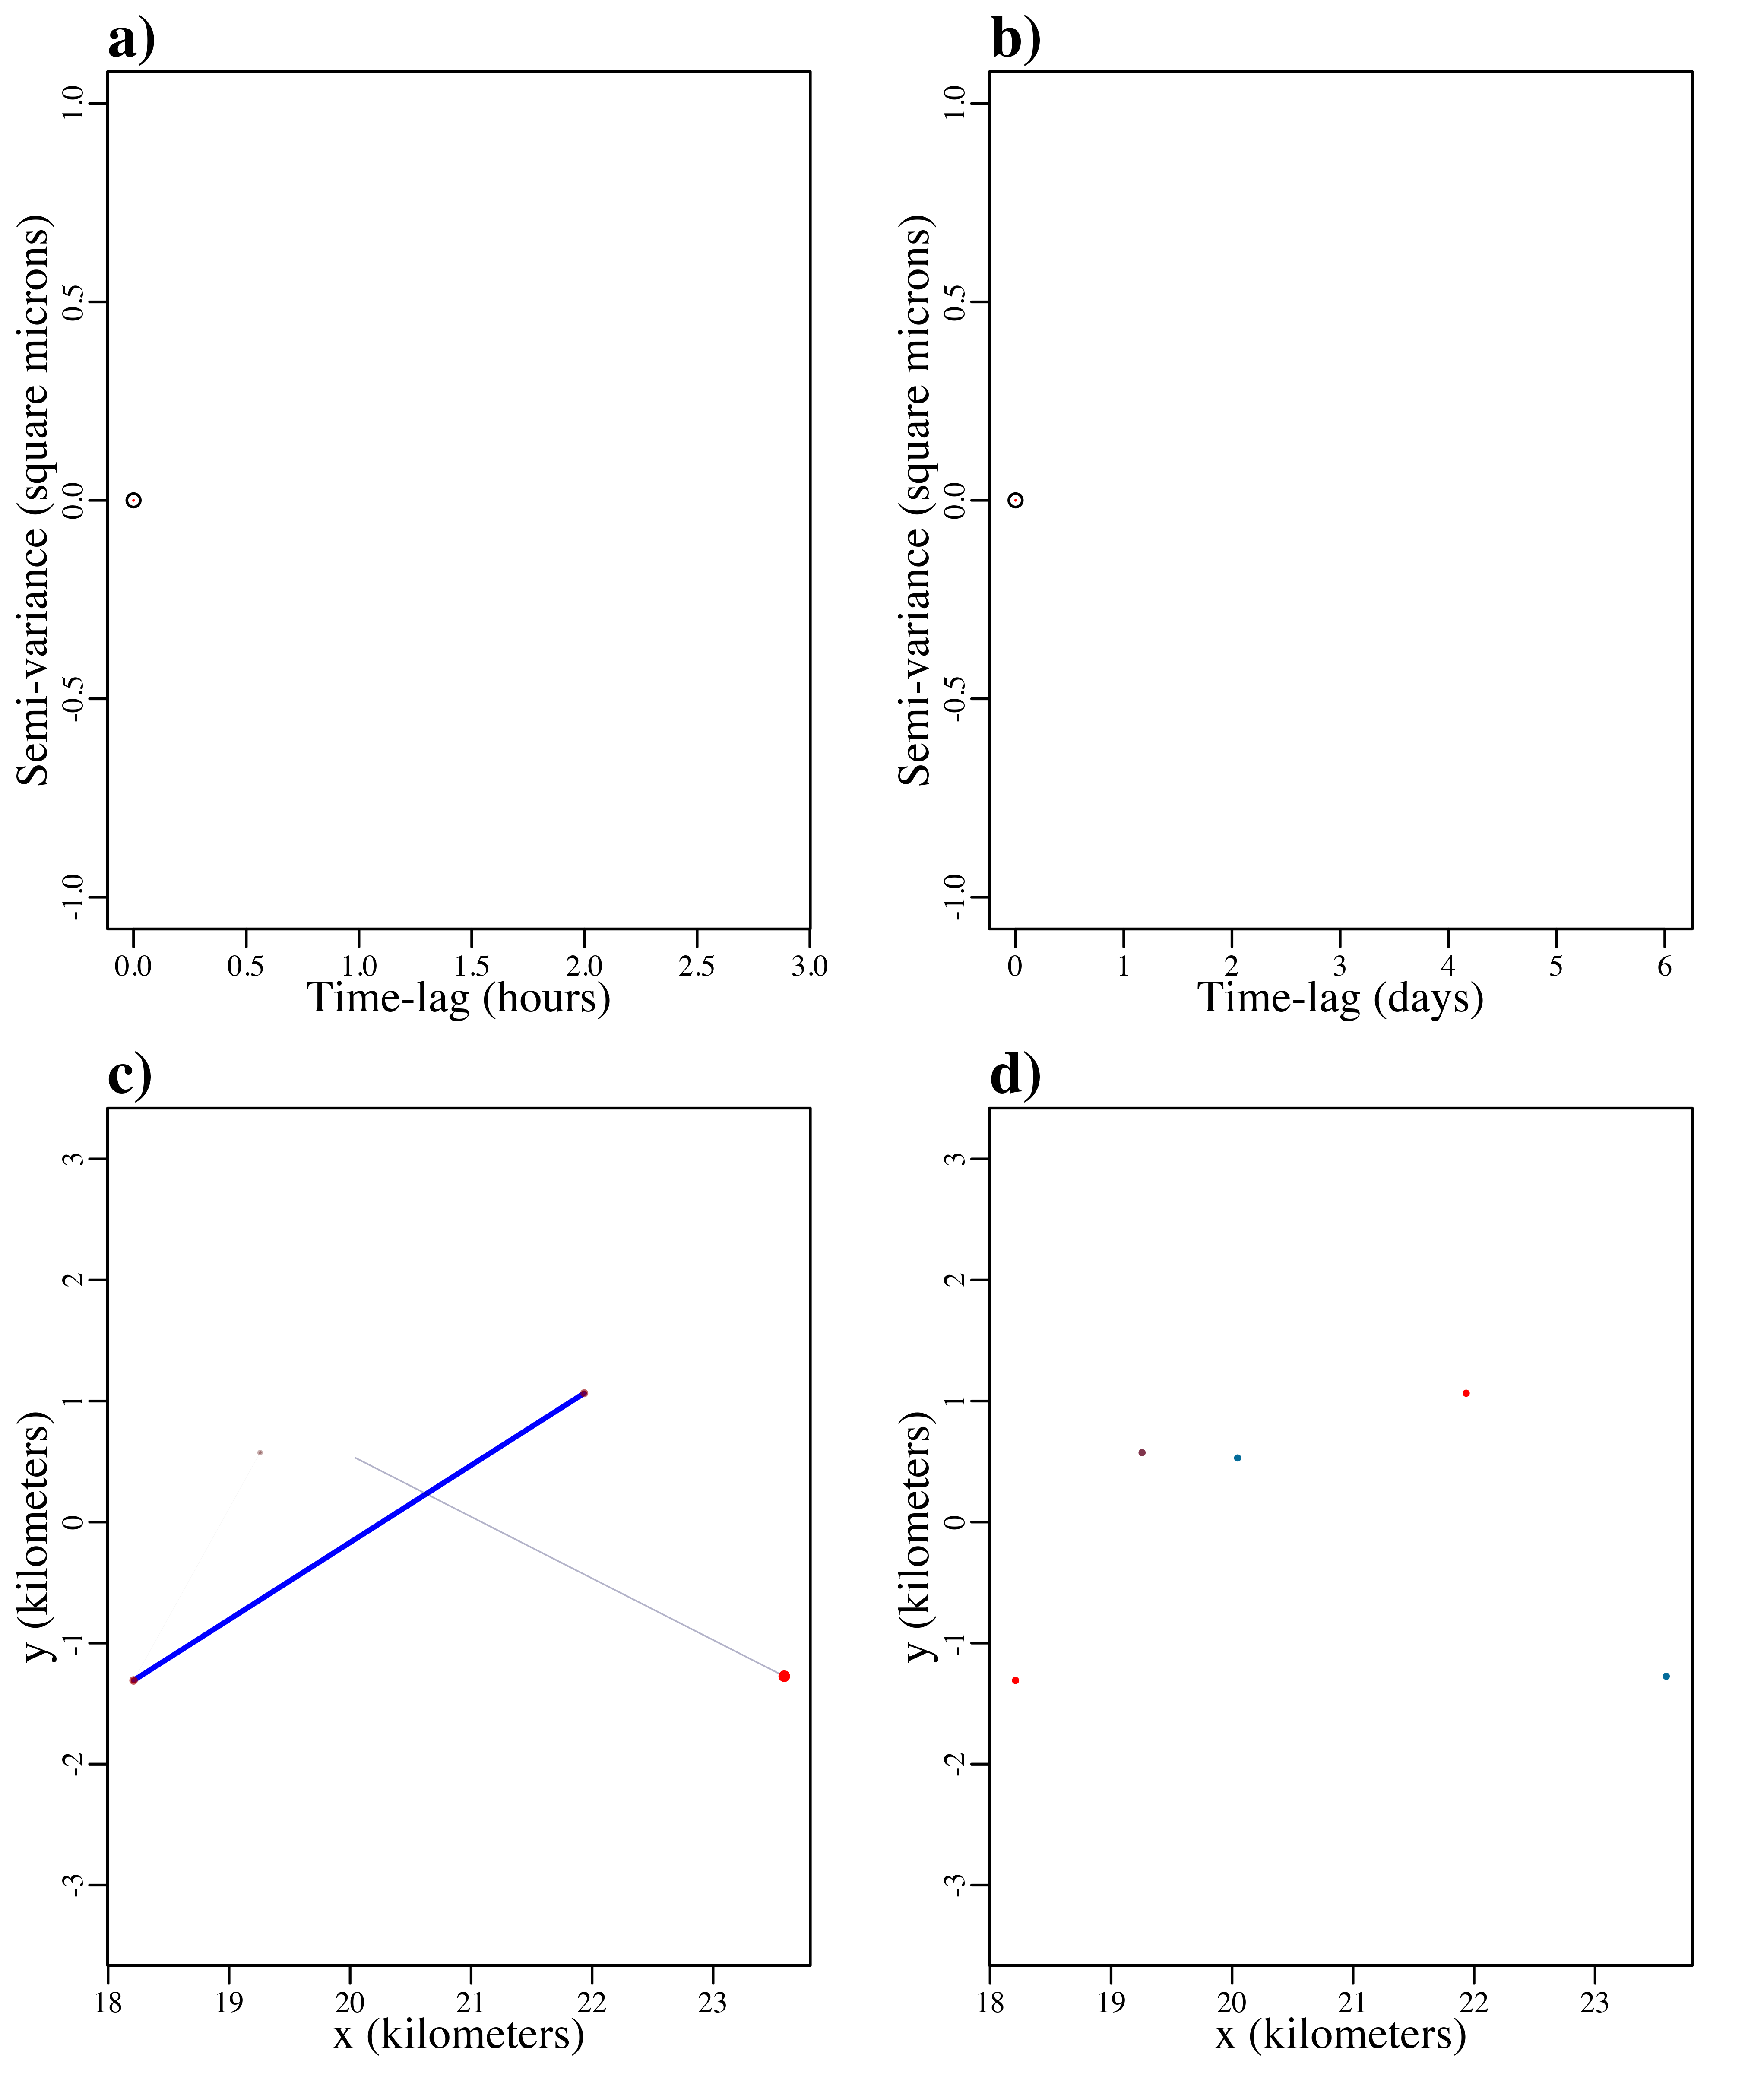 a)
Semi-variance (square microns)
1.0
0.5
0.0
-0.5
-1.0
0.0 0.5 1.0 1.5 2.0 2.5 3.0
Time-lag (hours)
b)
Semi-variance (square microns)
1.0
0.5
0.0
-0.5
-1.0
0 1 2 3 4 5 6
Time-lag (days)
c)
y (kilometers)
3
2
1
0
-1
-2
-3
18 19 20 21 22 23
x (kilometers)
d)
y (kilometers)
3
2
1
0
-1
-2
-3
18 19 20 21 22 23
x (kilometers)